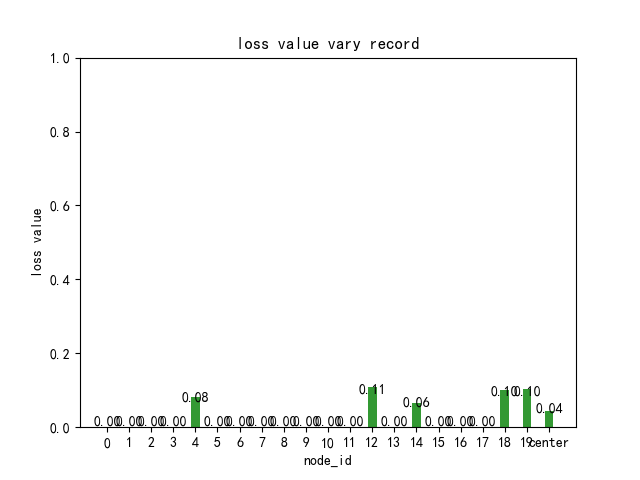 loss value vary record
1.0
0.8
0.6
0.4
0.2
0.0
loss value
0.00 0.00 0.00 0.00 0.08 0.00 0.00 0.00 0.00 0.00 0.00 0.00 0.11 0.00 0.06 0.00 0.00 0.00 0.10 0.10 0.04
0 1 2 3 4 5 6 7 8 9 10 11 12 13 14 15 16 17 18 19 center
node_id